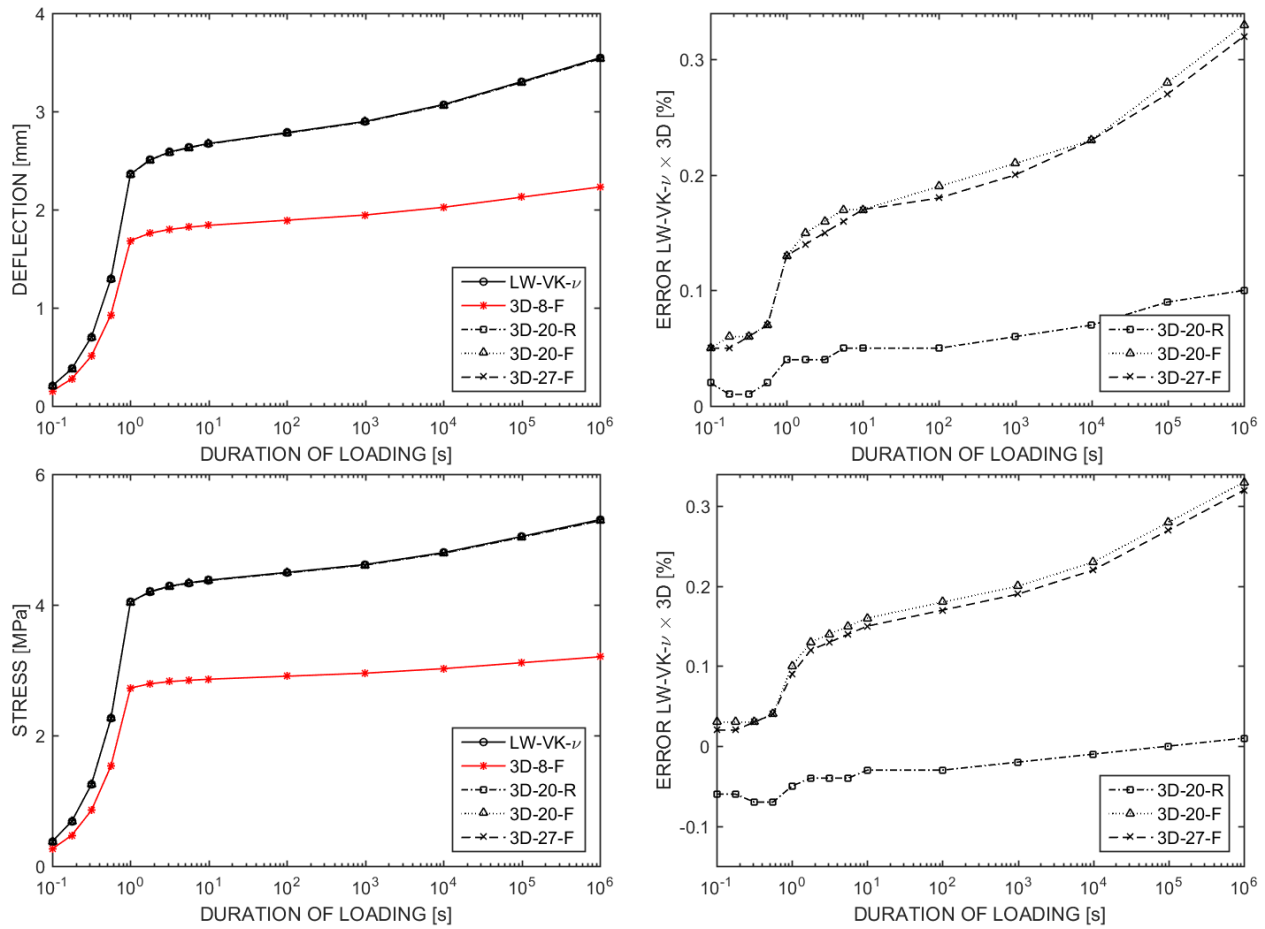 4
3
2
1
0
DEFLECTION [mm]
10^-1
10^0
10^1
10^2
10^3
10^4
10^5
10^6
DURATION OF LOADING [s]
LW-VK-ν
3D-8-F
3D-20-R
3D-20-F
3D-27-F
0.3
0.2
0.1
0
ERROR LW-VK-ν × 3D [%]
10^-1
10^0
10^1
10^2
10^3
10^4
10^5
10^6
DURATION OF LOADING [s]
3D-20-R
3D-20-F
3D-27-F
6
4
2
0
STRESS [MPa]
10^-1
10^0
10^1
10^2
10^3
10^4
10^5
10^6
DURATION OF LOADING [s]
LW-VK-ν
3D-8-F
3D-20-R
3D-20-F
3D-27-F
0.3
0.2
0.1
0
-0.1
ERROR LW-VK-ν × 3D [%]
10^-1
10^0
10^1
10^2
10^3
10^4
10^5
10^6
DURATION OF LOADING [s]
3D-20-R
3D-20-F
3D-27-F